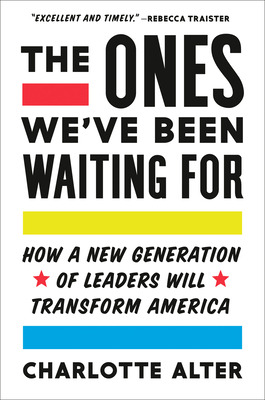 "EXCELLENT AND TIMELY." —REBECCA TRAISTER
THE ONES
WE'VE BEEN
WAITING FOR
HOW A NEW GENERATION
OF LEADERS WILL
TRANSFORM AMERICA
CHARLOTTE ALTER